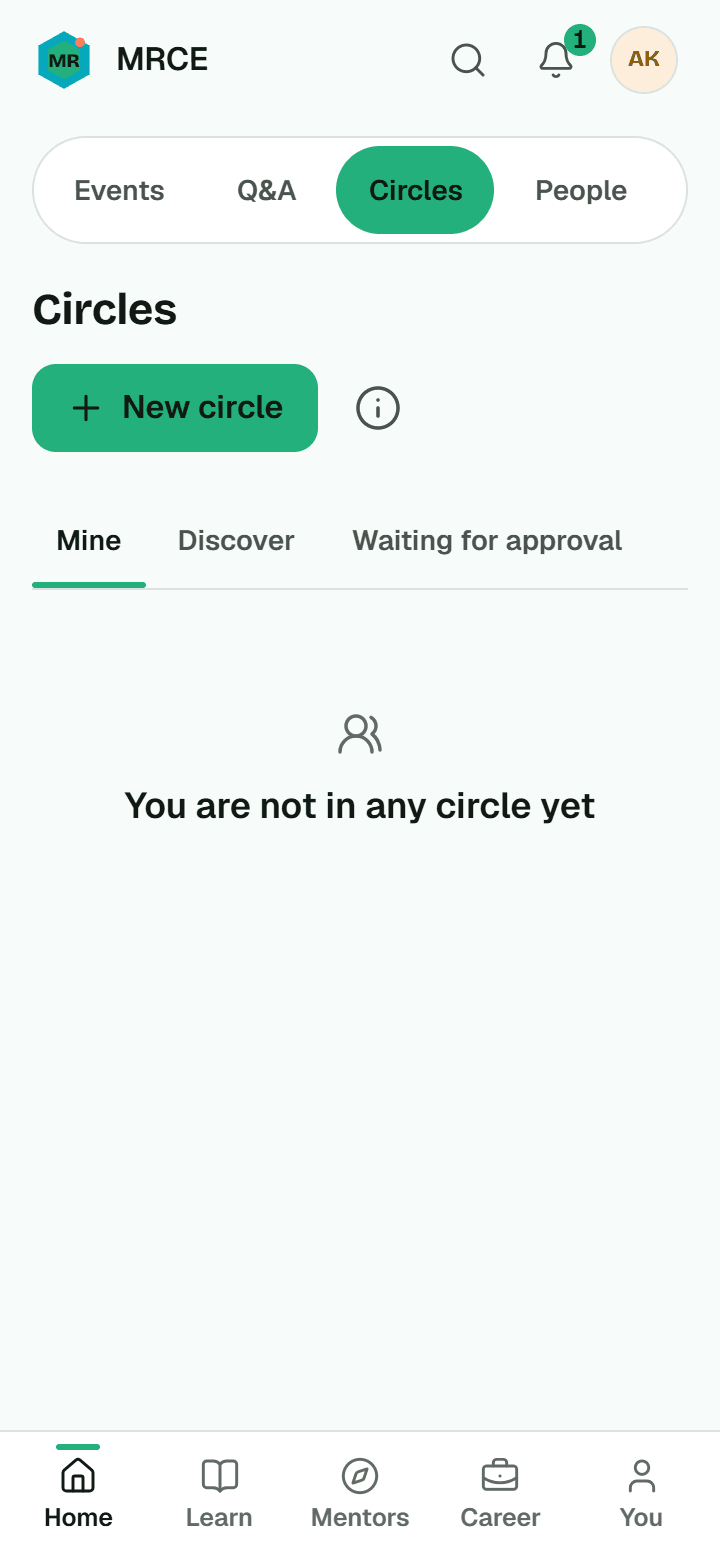 MR
MRCE
1
AK
Events
Q&A
Circles
People
Circles
New circle
Mine
Discover
Waiting for approval
You are not in any circle yet
Home
Learn
Mentors
Career
You